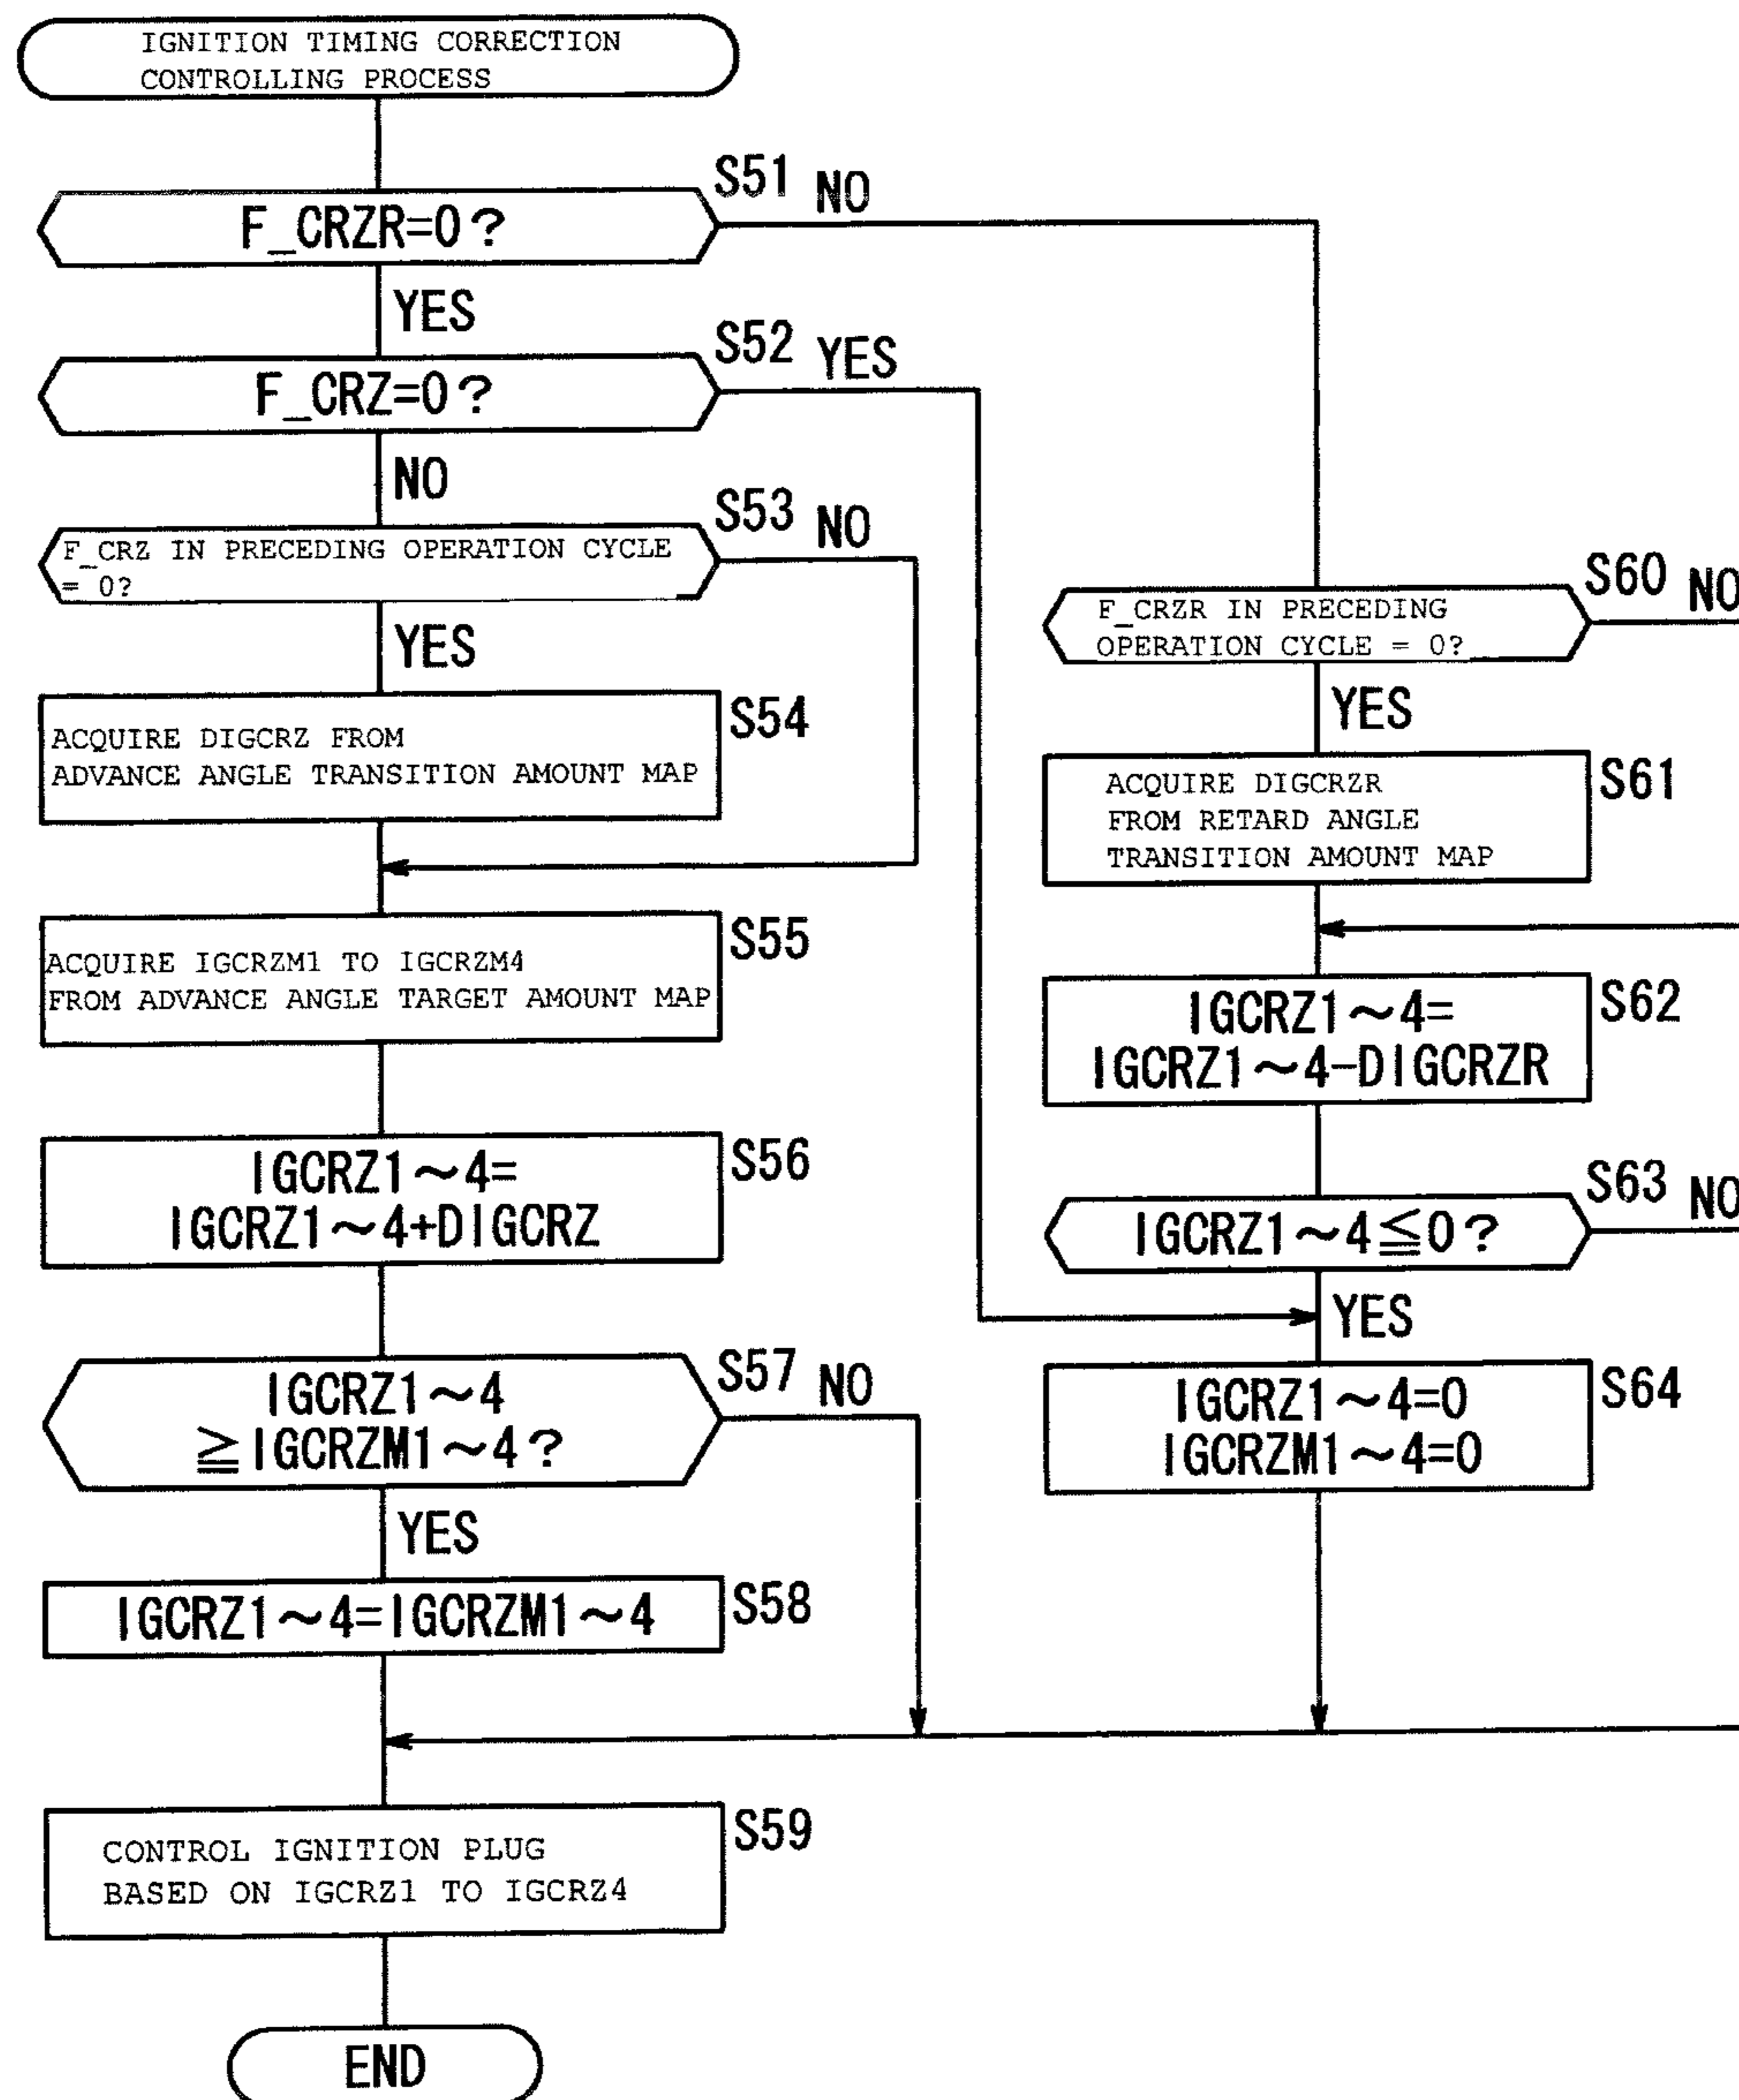 IGNITION TIMING CORRECTION
CONTROLLING PROCESS
S51
NO
F_CRZR=0?
YES
S52
YES
F_CRZ=0?
NO
S53
NO
F_CRZ IN PRECEDING OPERATION CYCLE
= 0?
YES
S54
ACQUIRE DIGCRZ FROM
ADVANCE ANGLE TRANSITION AMOUNT MAP
S55
ACQUIRE IGCRZM1 TO IGCRZM4
FROM ADVANCE ANGLE TARGET AMOUNT MAP
S56
IGCRZ1~4=
IGCRZ1~4+DIGCRZ
S57
NO
IGCRZ1~4
≧IGCRZM1~4?
YES
S58
IGCRZ1~4=IGCRZM1~4
S59
CONTROL IGNITION PLUG
BASED ON IGCRZ1 TO IGCRZ4
END
S60
NO
F_CRZR IN PRECEDING
OPERATION CYCLE = 0?
YES
S61
ACQUIRE DIGCRZR
FROM RETARD ANGLE
TRANSITION AMOUNT MAP
S62
IGCRZ1~4=
IGCRZ1~4-DIGCRZR
S63
NO
IGCRZ1~4≦0?
YES
S64
IGCRZ1~4=0
IGCRZM1~4=0